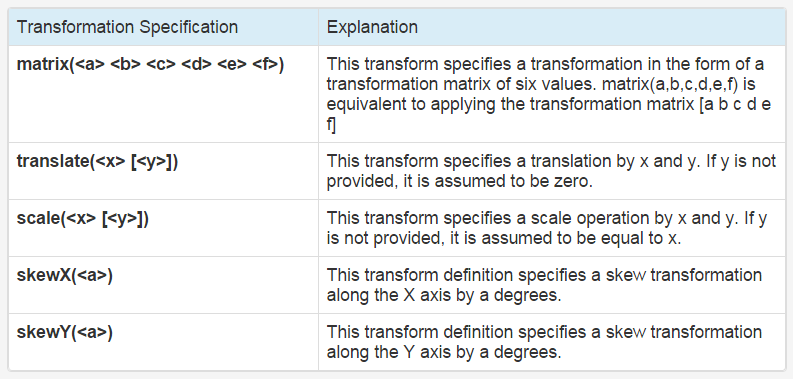 Transformation Specification
Explanation
matrix(<a> <b> <c> <d> <e> <f>)
This transform specifies a transformation in the form of a
transformation matrix of six values. matrix(a,b,c,d,e,f) is
equivalent to applying the transformation matrix [a b c d e
f]
translate(<x> [<y>])
This transform specifies a translation by x and y. If y is not
provided, it is assumed to be zero.
scale(<x> [<y>])
This transform specifies a scale operation by x and y. If y
is not provided, it is assumed to be equal to x.
skewX(<a>)
This transform definition specifies a skew transformation
along the X axis by a degrees.
skewY(<a>)
This transform definition specifies a skew transformation
along the Y axis by a degrees.